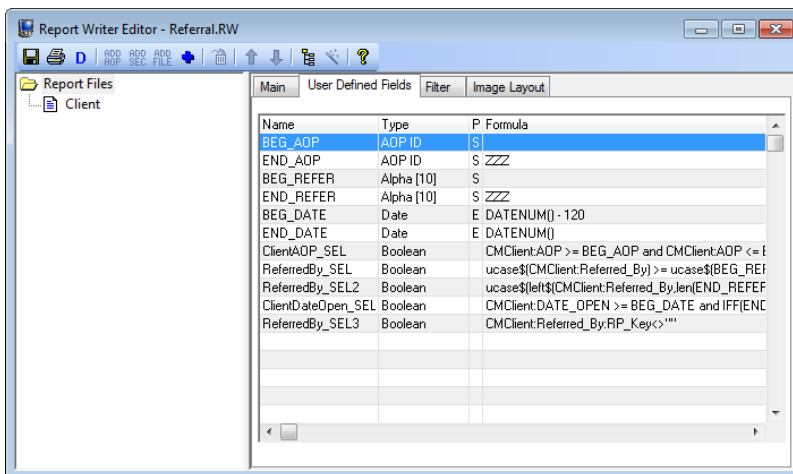 Report Writer Editor - Referral.RW
D ADD AOP ADD SEC ADD FILE ?
Report Files
Client
Main User Defined Fields Filter Image Layout
Name Type P Formula
BEG_AOP AOP ID S
END_AOP AOP ID S ZZZ
BEG_REFER Alpha [10] S
END_REFER Alpha [10] S ZZZ
BEG_DATE Date E DATENUM() - 120
END_DATE Date E DATENUM()
ClientAOP_SEL Boolean CMClient:AOP >= BEG_AOP and CMClient:AOP <= E
ReferredBy_SEL Boolean ucase$(CMClient:Referred_By) >= ucase$(BEG_REF
ReferredBy_SEL2 Boolean ucase$(left$(CMClient:Referred_By,len(END_REFER
ClientDateOpen_SEL Boolean CMClient:DATE_OPEN >= BEG_DATE and IFF(END
ReferredBy_SEL3 Boolean CMClient:Referred_By:RP_Key<>""